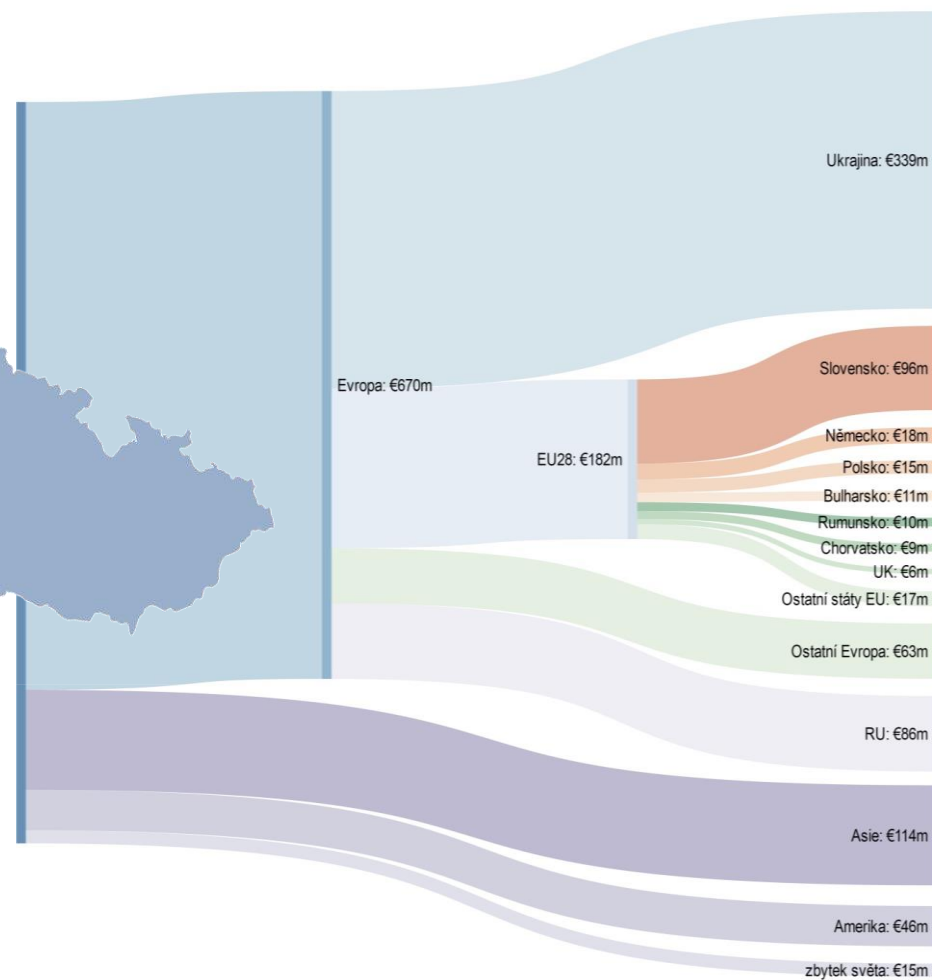 Ukrajina: €339m
Slovensko: €96m
Evropa: €670m
Německo: €18m
EU28: €182m
Polsko: €15m
Bulharsko: €11m
Rumunsko: €10m
Chorvatsko: €9m
UK: €6m
Ostatní státy EU: €17m
Ostatní Evropa: €63m
RU: €86m
Asie: €114m
Amerika: €46m
zbytek světa: €15m